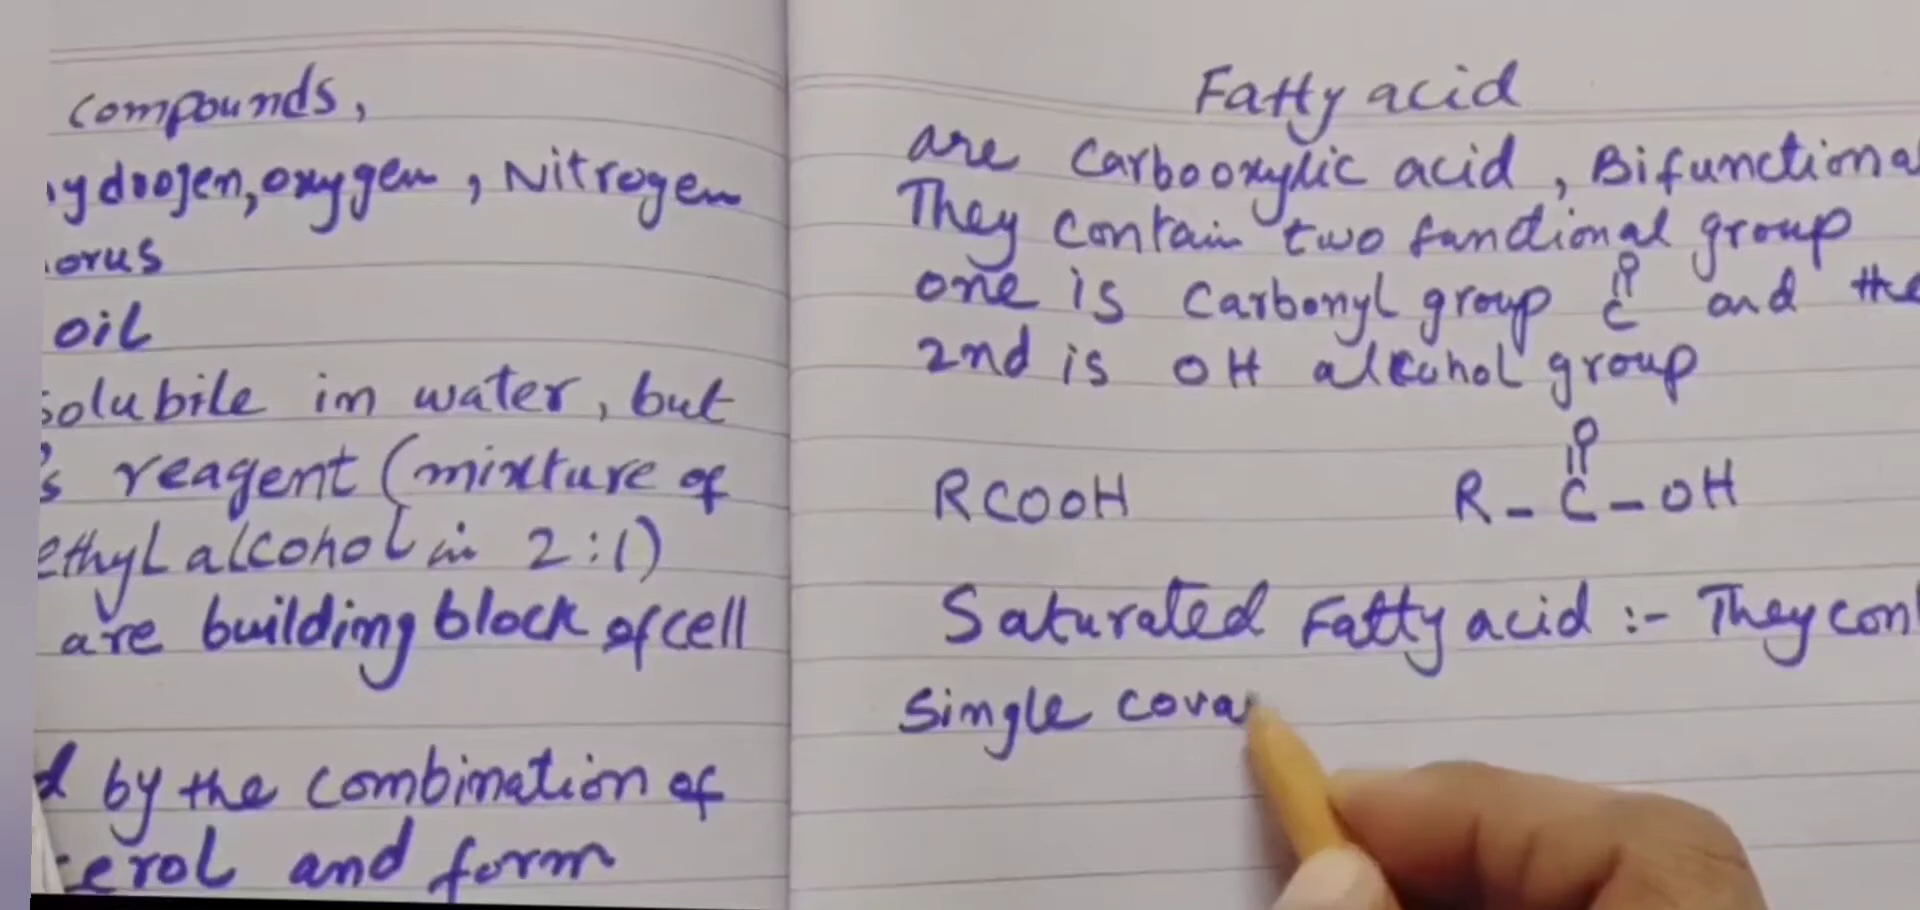 compounds,
ydrogen, oxygen, Nitrogen
orus
oil
solubile in water, but
's reagent (mixture of
ethyl alcohol in 2:1)
are building block of cell
d by the combination of
erol and form
Fatty acid
are Carbooxylic acid, Bifunctional
They contain two functional group
one is Carbonyl group O=C and the
2nd is OH alcohol group
RCOOH
O
||
R - C - OH
Saturated Fatty acid :- They con
single cova